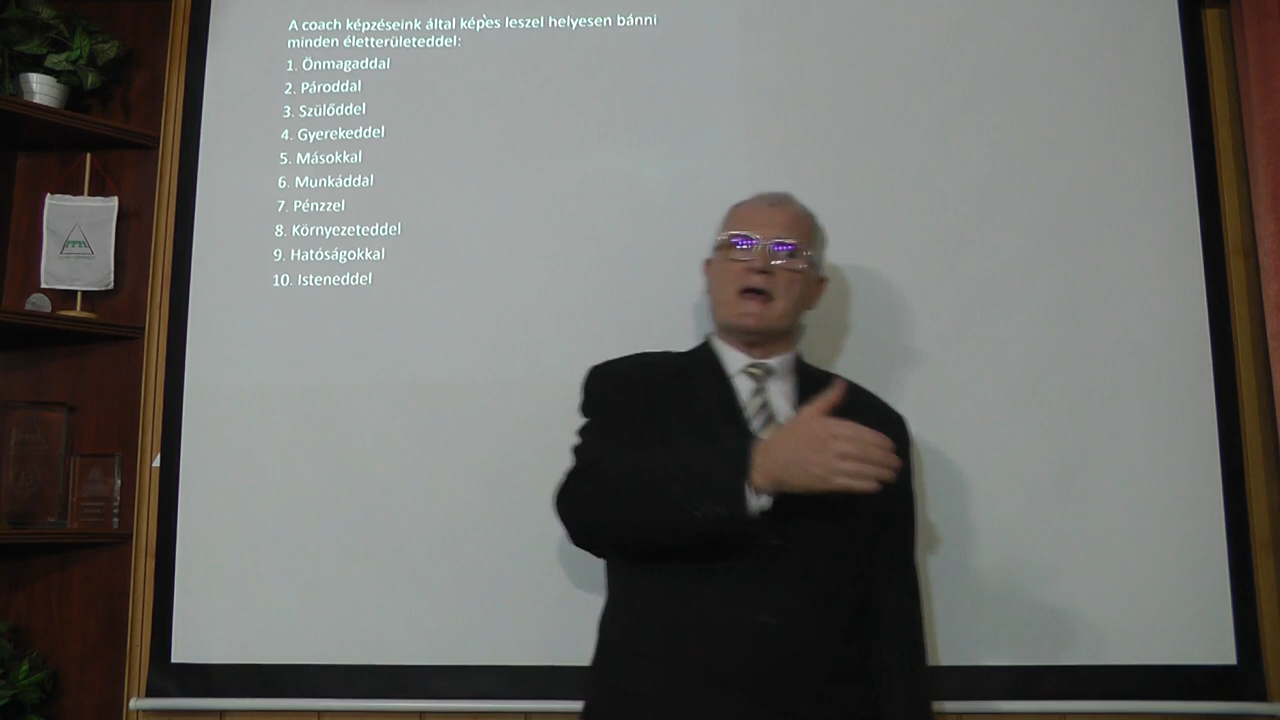 A coach képzéseink által képes leszel helyesen bánni
minden életterületeddel:
1. Önmagaddal
2. Pároddal
3. Szülőddel
4. Gyerekeddel
5. Másokkal
6. Munkáddal
7. Pénzzel
8. Környezeteddel
9. Hatóságokkal
10. Isteneddel